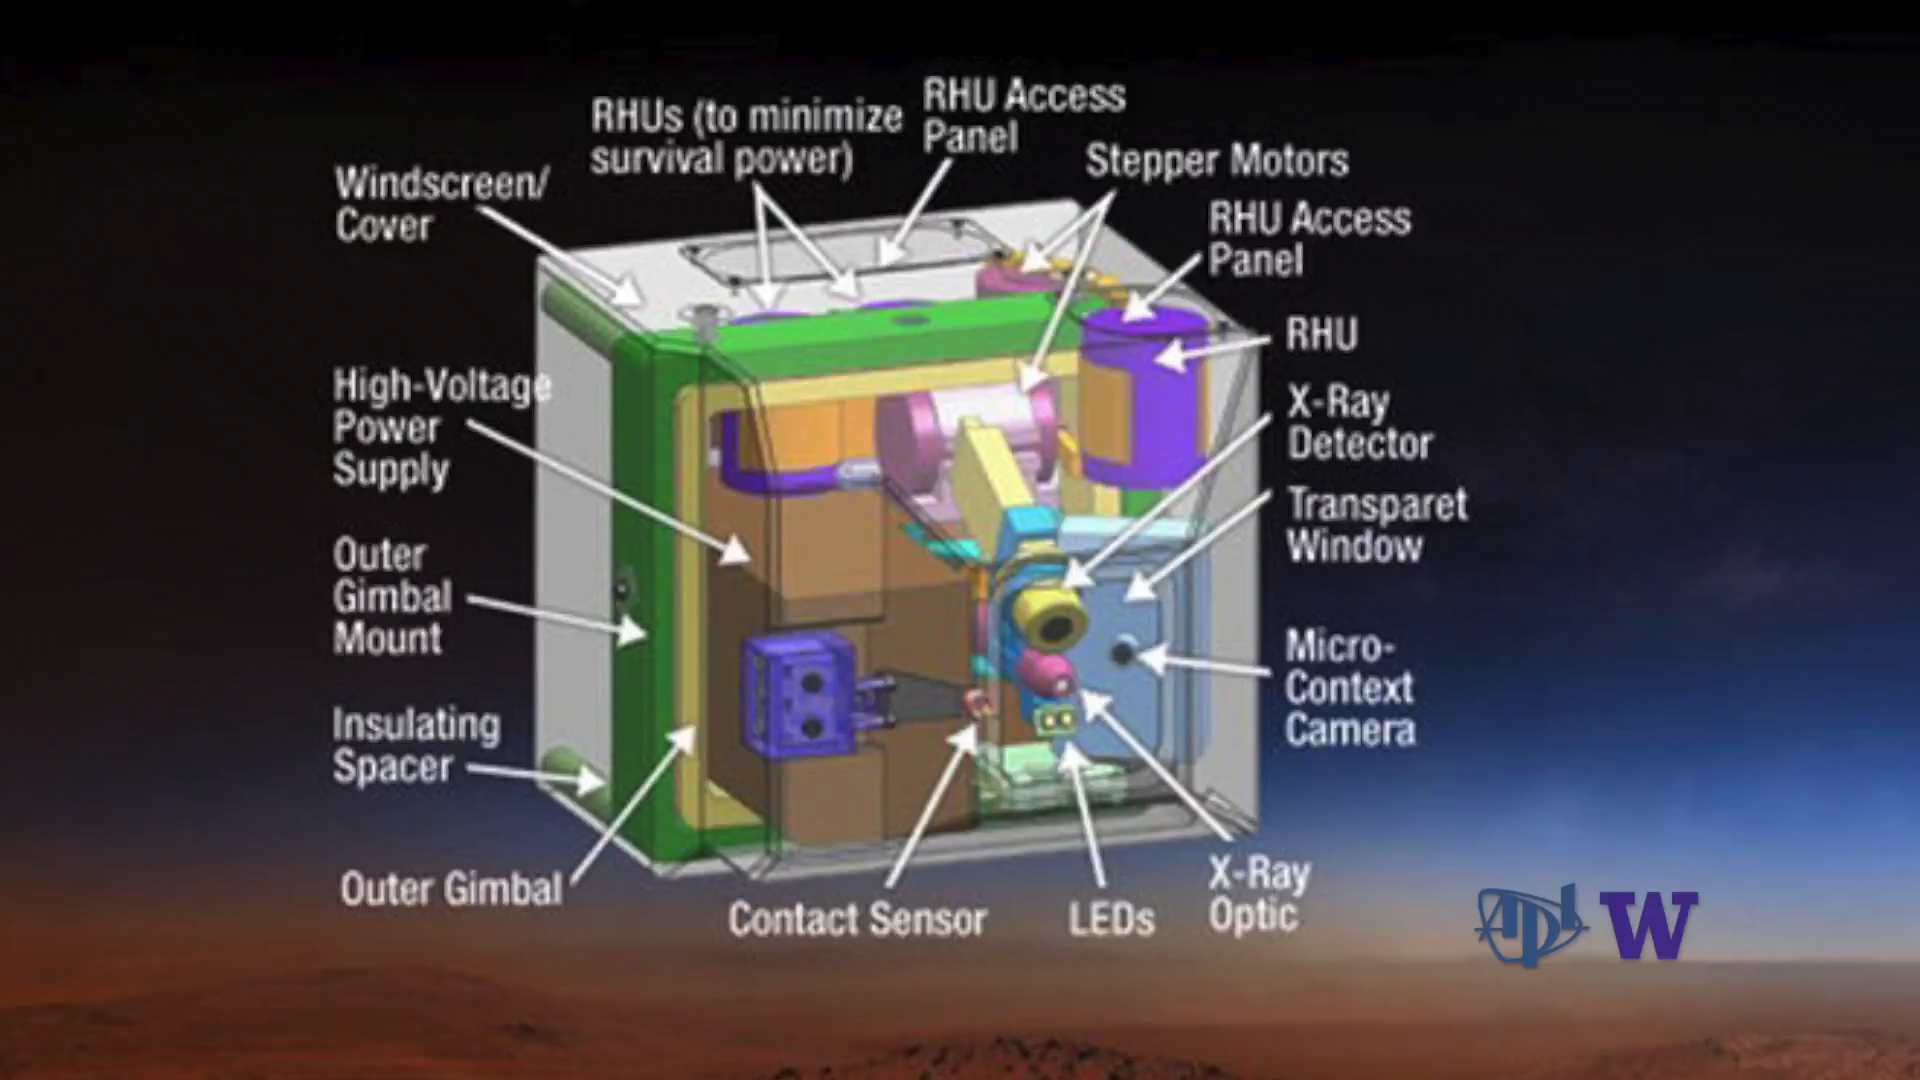 RHUs (to minimize
survival power)
RHU Access
Panel
Stepper Motors
Windscreen/
Cover
RHU Access
Panel
RHU
High-Voltage
Power
Supply
X-Ray
Detector
Transparet
Window
Outer
Gimbal
Mount
Micro-
Context
Camera
Insulating
Spacer
Outer Gimbal
Contact Sensor
LEDs
X-Ray
Optic
APL
W